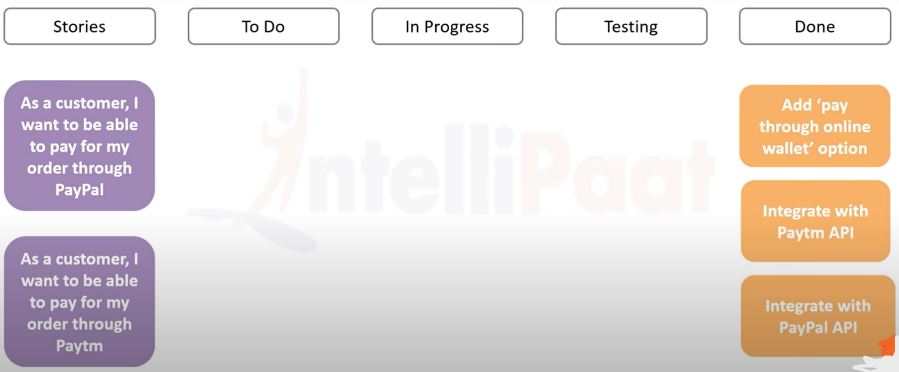 Stories
To Do
In Progress
Testing
Done
As a customer, I
want to be able
to pay for my
order through
PayPal
As a customer, I
want to be able
to pay for my
order through
Paytm
Add ‘pay
through online
wallet’ option
Integrate with
Paytm API
Integrate with
PayPal API
IntelliPaat